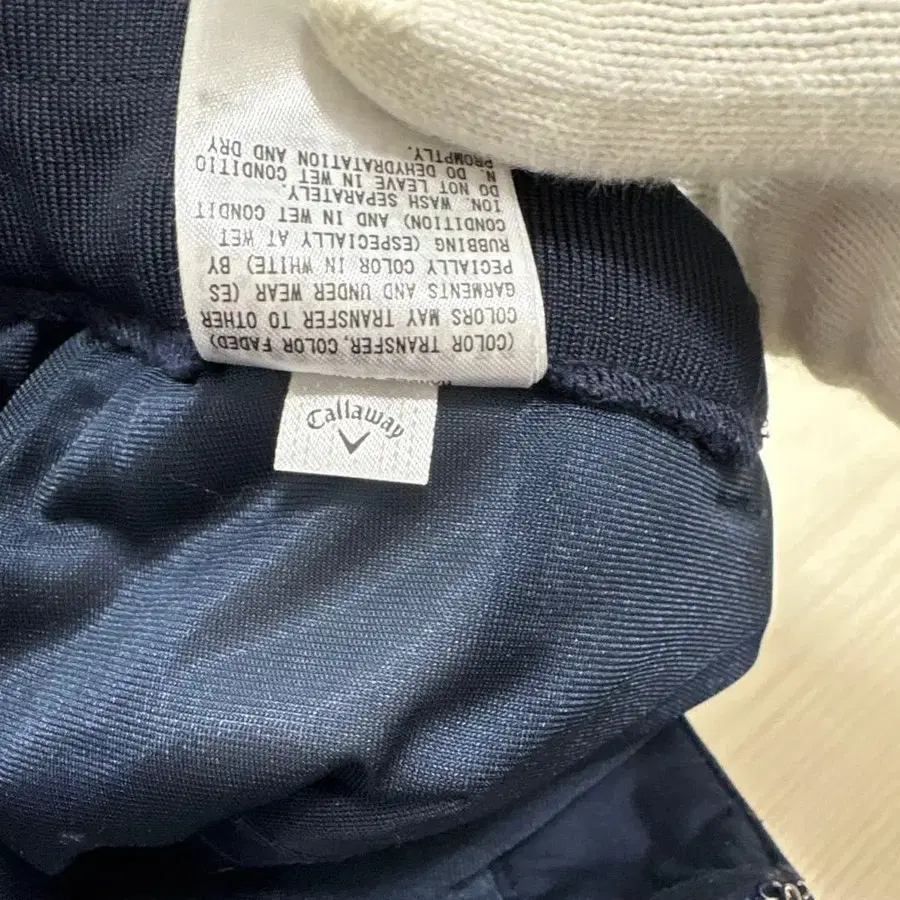 (COLOR TRANSFER, COLOR FADED)
COLORS MAY TRANSFER TO OTHER
GARMENTS AND UNDER WEAR (ES
PECIALLY COLOR IN WHITE) BY
RUBBING (ESPECIALLY AT WET
CONDITION) AND IN WET CONDIT
ION. WASH SEPARATELY.
DO NOT LEAVE IN WET CONDITIO
N. DO DEHYDRATATION AND DRY
PROMPTLY.
Callaway